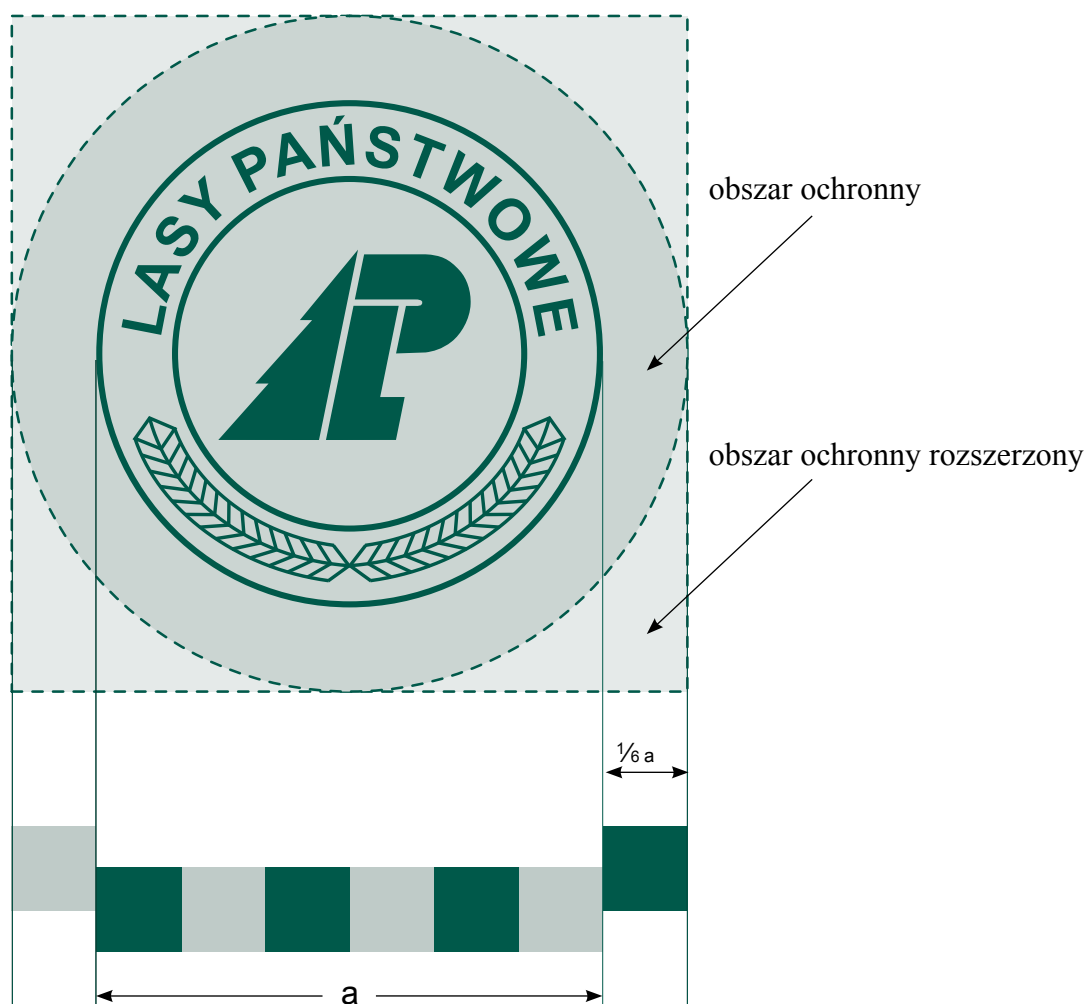 LASY PAŃSTWOWE
obszar ochronny
obszar ochronny rozszerzony
⅙ a
a